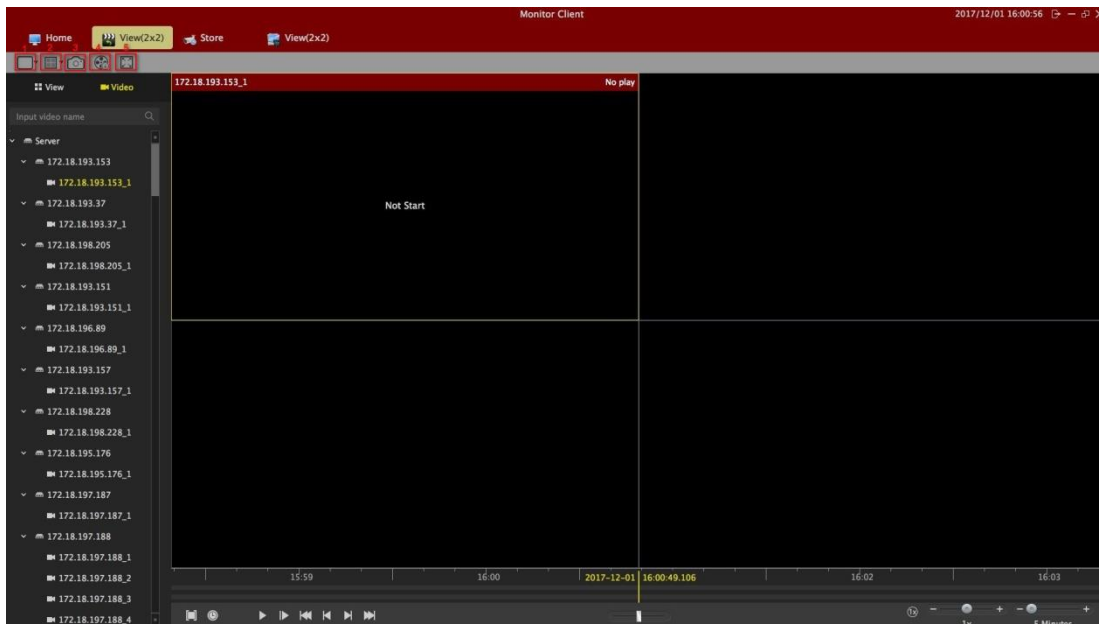 Monitor Client
2017/12/01 16:00:56
Home
View(2x2)
Store
View(2x2)
1 2 3 4 5
View
Video
172.18.193.153_1
No play
Input video name
Server
172.18.193.153
172.18.193.153_1
172.18.193.37
Not Start
172.18.193.37_1
172.18.198.205
172.18.198.205_1
172.18.193.151
172.18.193.151_1
172.18.196.89
172.18.196.89_1
172.18.193.157
172.18.193.157_1
172.18.198.228
172.18.198.228_1
172.18.195.176
172.18.195.176_1
172.18.197.187
172.18.197.187_1
172.18.197.188
172.18.197.188_1
172.18.197.188_2
172.18.197.188_3
172.18.197.188_4
15:59
16:00
2017-12-01 16:00:49.106
16:02
16:03
1x
1x
5 Minutes